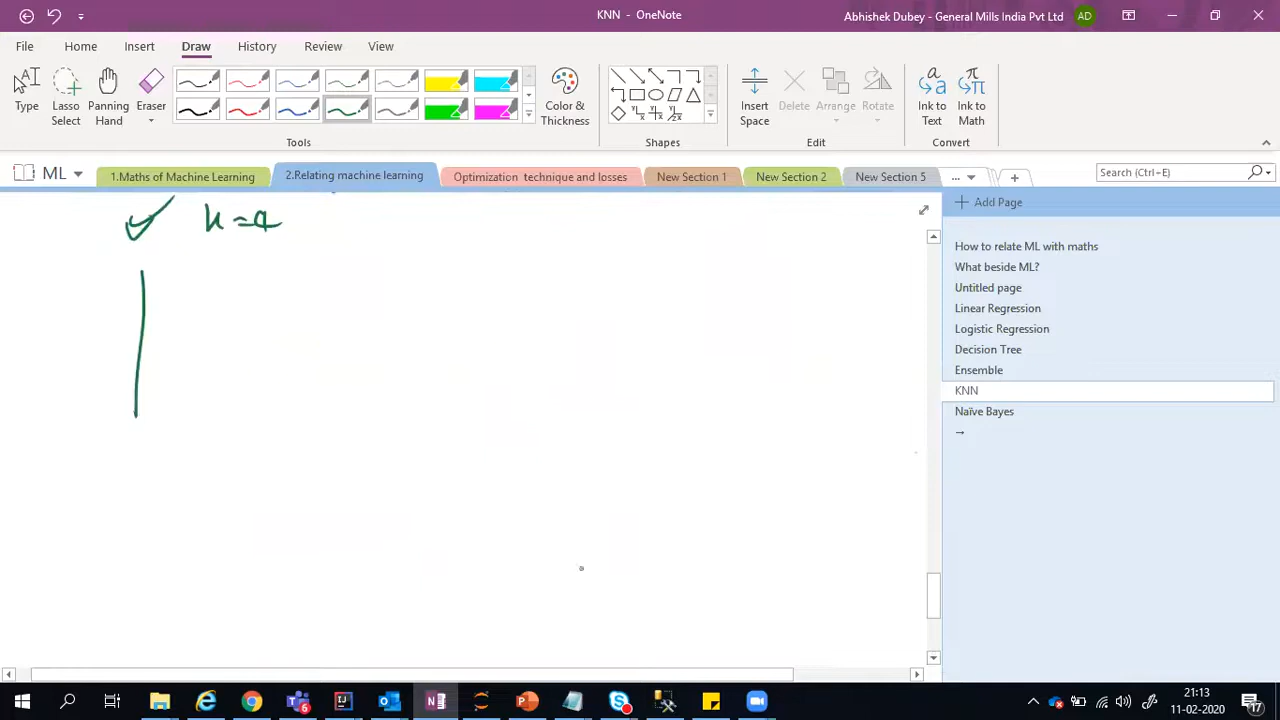 KNN - OneNote
Abhishek Dubey - General Mills India Pvt Ltd AD
File Home Insert Draw History Review View
Type
Lasso Select
Panning Hand
Eraser
Color & Thickness
Insert Space
Delete
Arrange
Rotate
Ink to Text
Ink to Math
Tools
Shapes
Edit
Convert
ML
1.Maths of Machine Learning
2.Relating machine learning
Optimization technique and losses
New Section 1
New Section 2
New Section 5
...
Search (Ctrl+E)
Add Page
How to relate ML with maths
What beside ML?
Untitled page
Linear Regression
Logistic Regression
Decision Tree
Ensemble
KNN
Naïve Bayes
→
21:13
11-02-2020
17